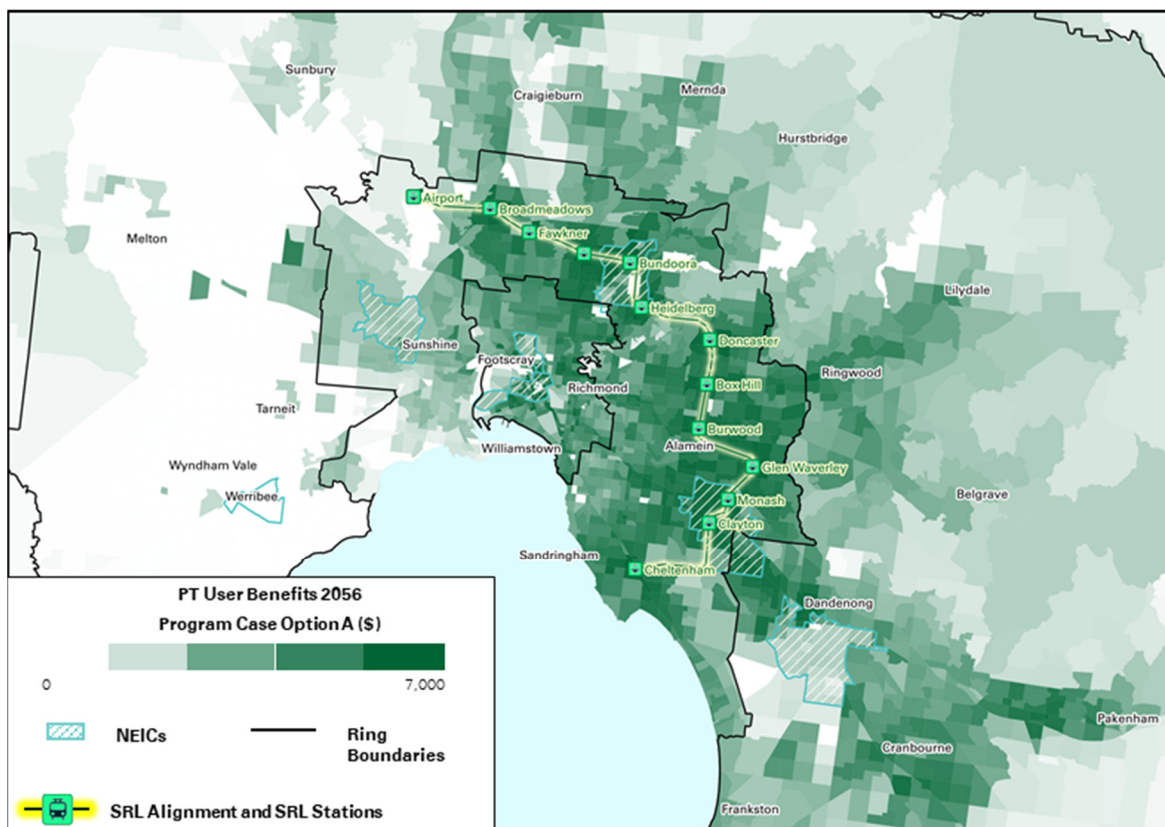 Sunbury
Craigieburn
Mernda
Hurstbridge
Airport
Broadmeadows
Melton
Fawkner
Bundoora
Lilydale
Heidelberg
Sunshine
Doncaster
Footscray
Ringwood
Richmond
Box Hill
Tarneit
Burwood
Williamstown
Alamein
Wyndham Vale
Glen Waverley
Werribee
Belgrave
Monash
Clayton
Sandringham
Cheltenham
Dandenong
Pakenham
Cranbourne
Frankston
PT User Benefits 2056
Program Case Option A ($)
0
7,000
NEICs
Ring
Boundaries
SRL Alignment and SRL Stations